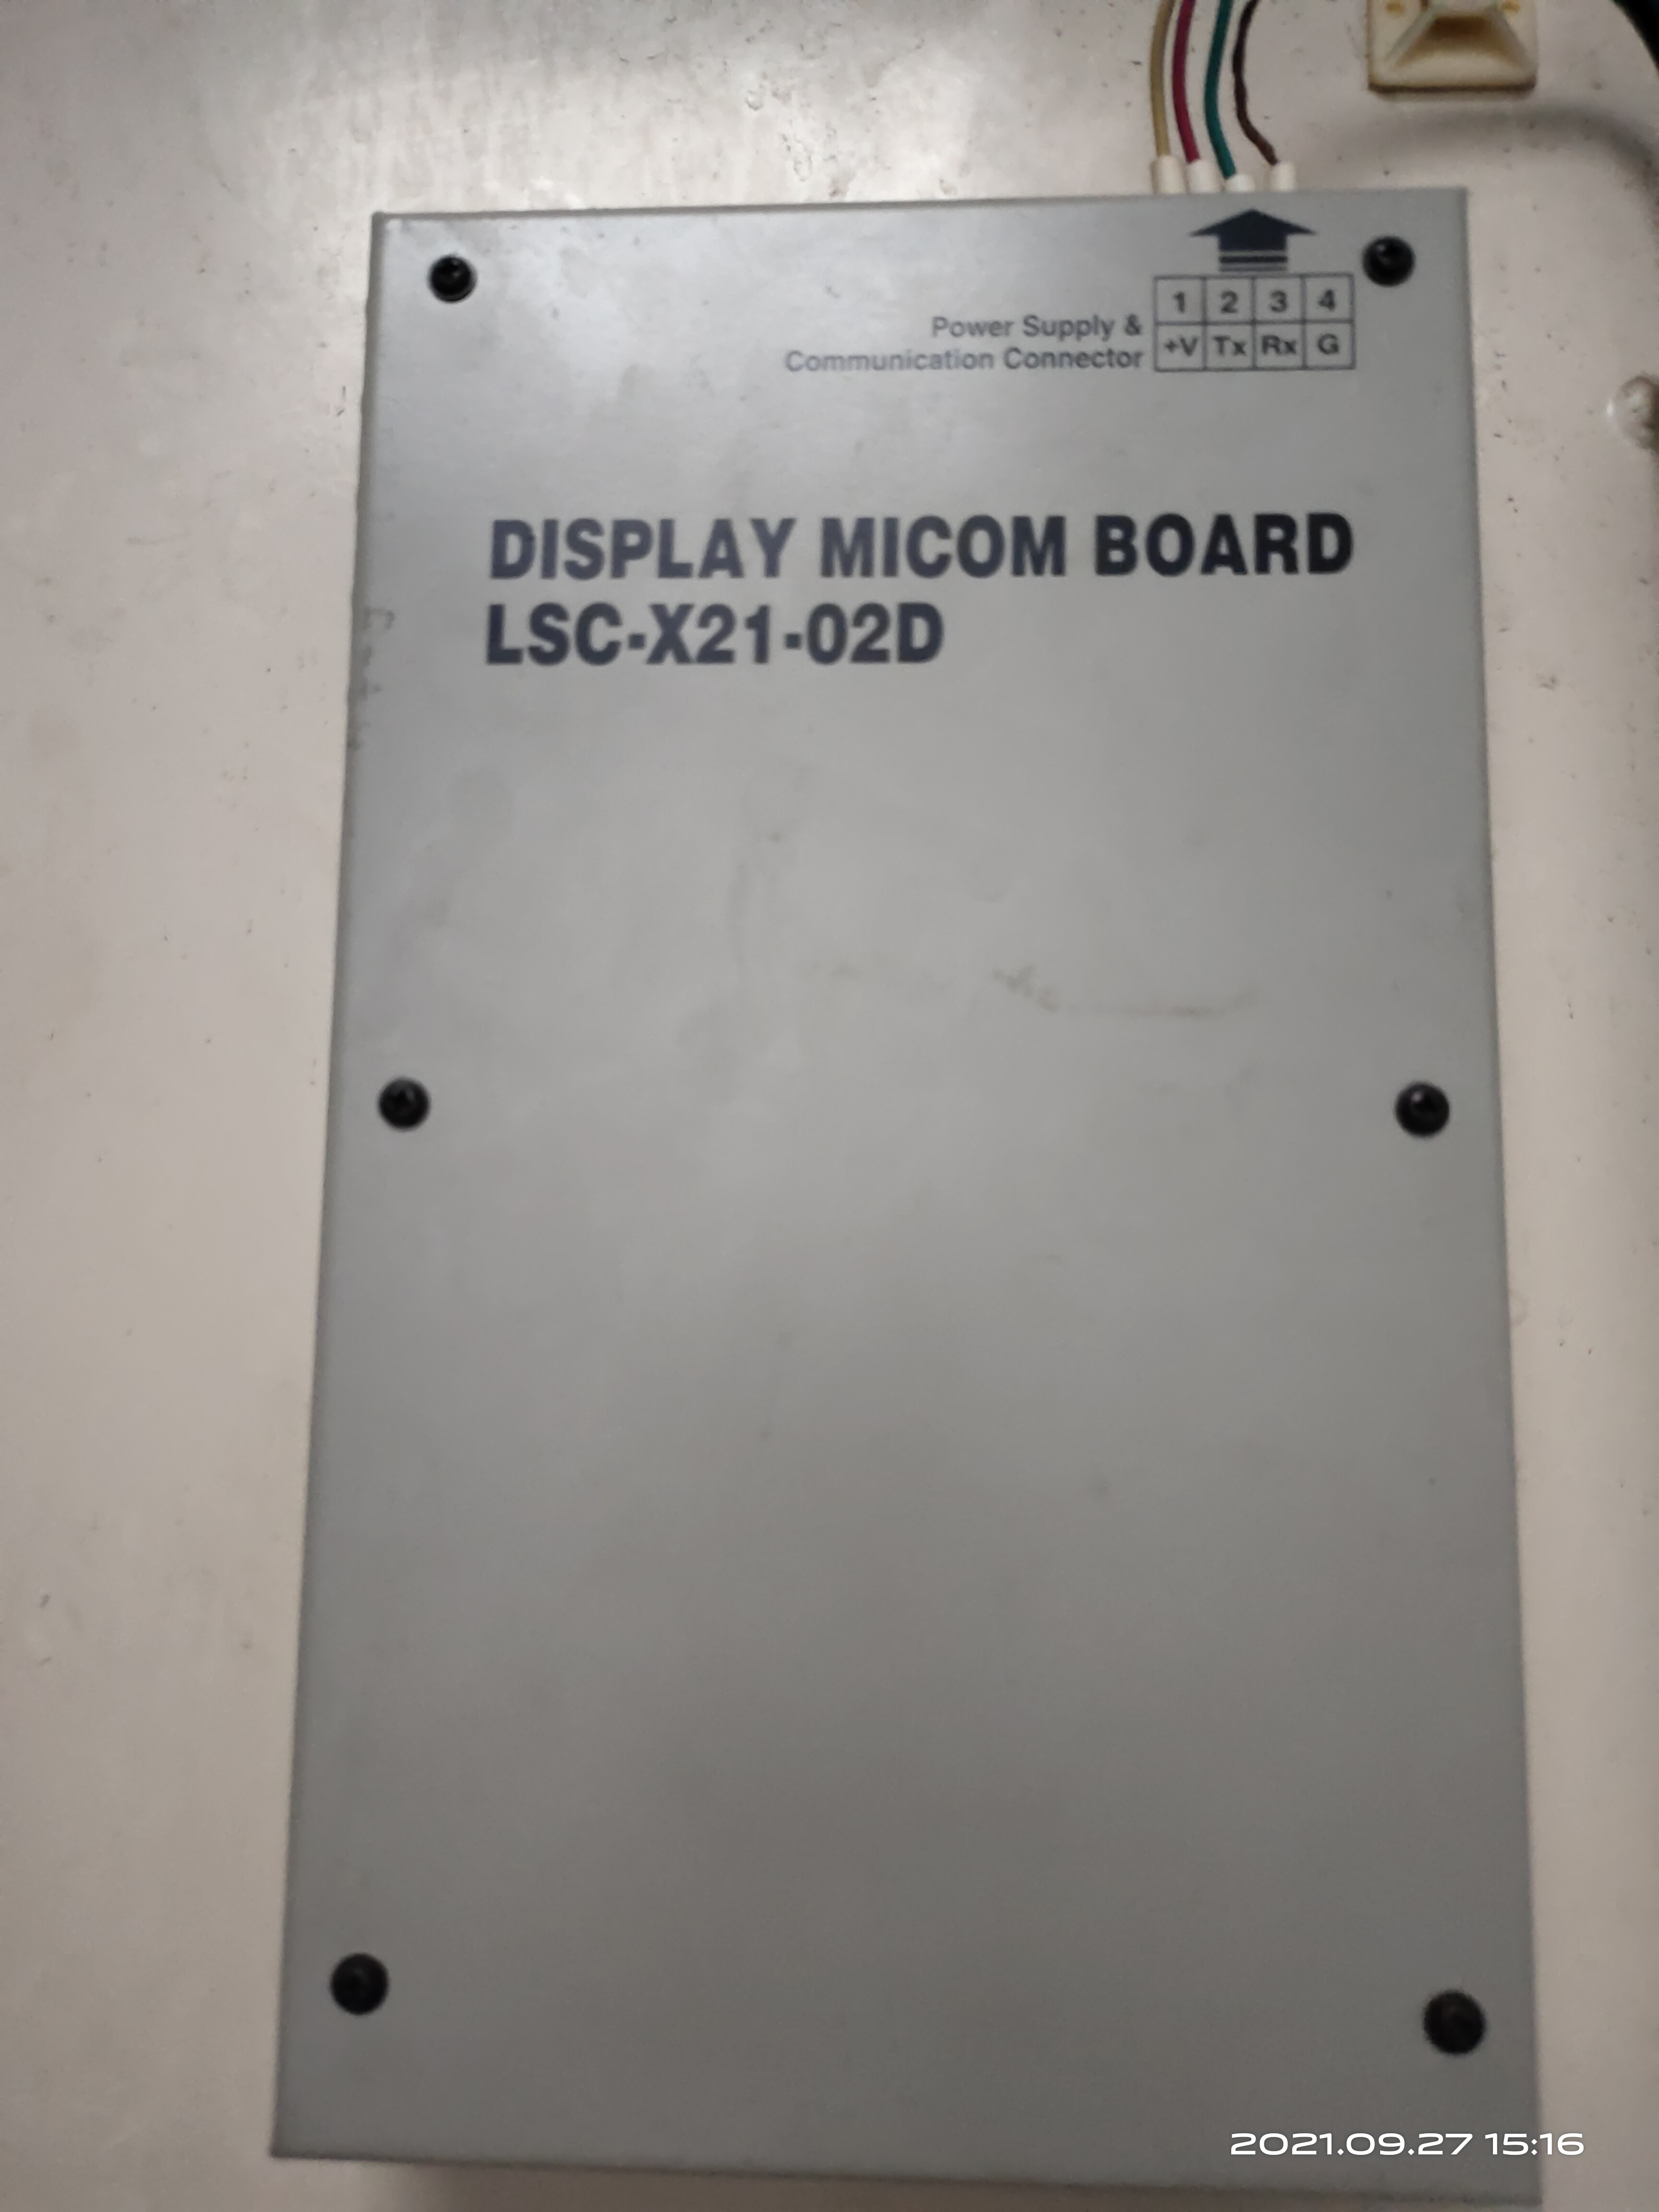 1 2 3 4
Power Supply &
+V Tx Rx G
Communication Connector
DISPLAY MICOM BOARD
LSC-X21-02D
2021.09.27 15:16